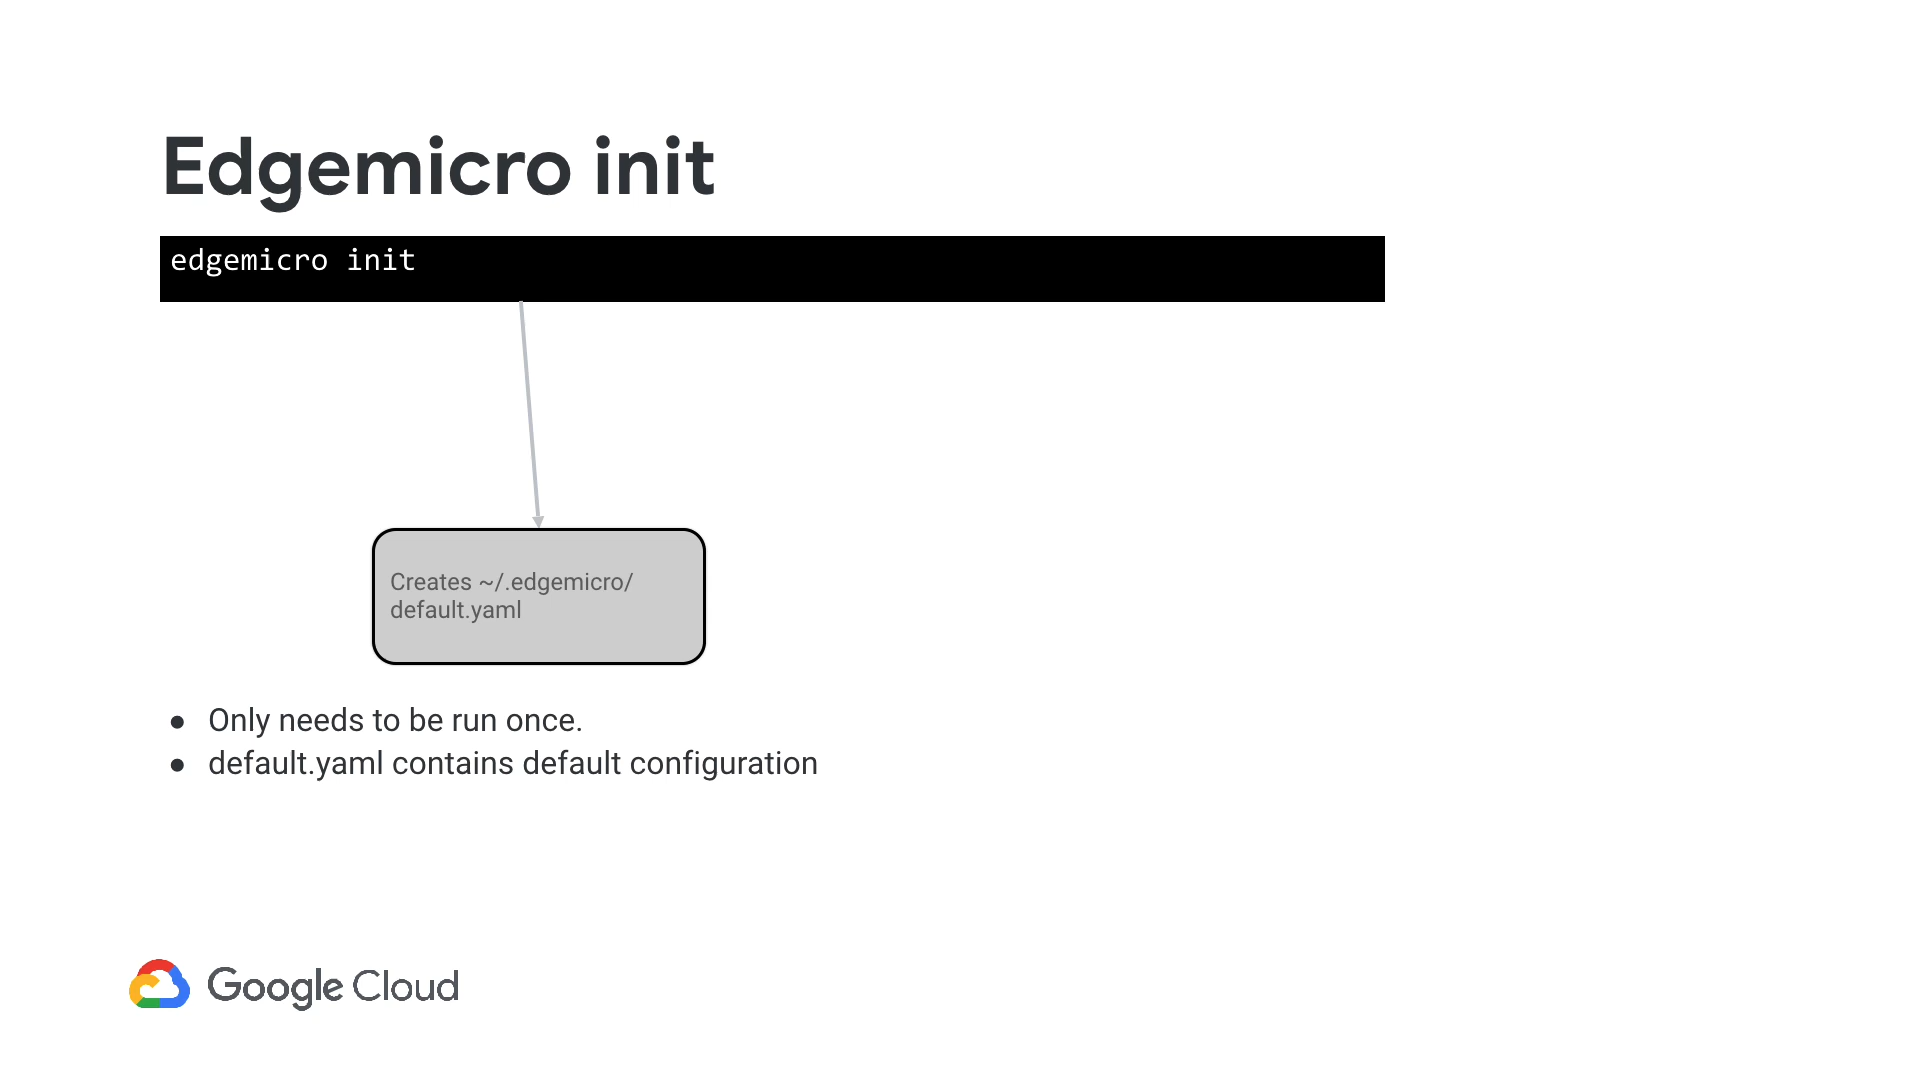 Edgemicro init
edgemicro init
Creates ~/.edgemicro/
default.yaml
● Only needs to be run once.
● default.yaml contains default configuration
Google Cloud